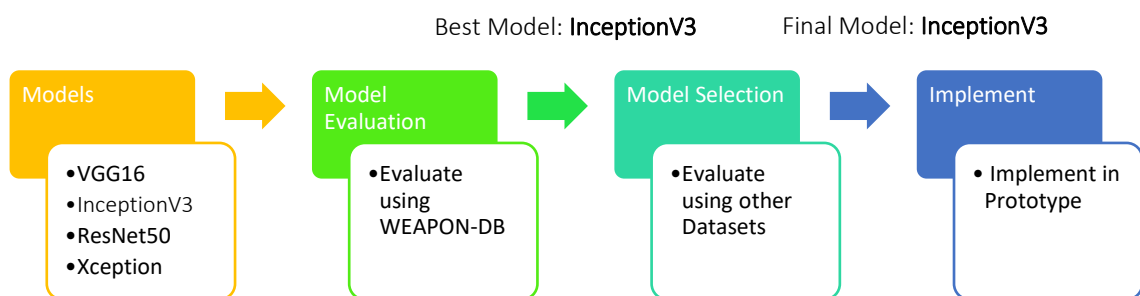 Best Model: InceptionV3
Final Model: InceptionV3
Models
•VGG16
•InceptionV3
•ResNet50
•Xception
Model
Evaluation
•Evaluate
using
WEAPON-DB
Model Selection
•Evaluate
using other
Datasets
Implement
• Implement in
Prototype